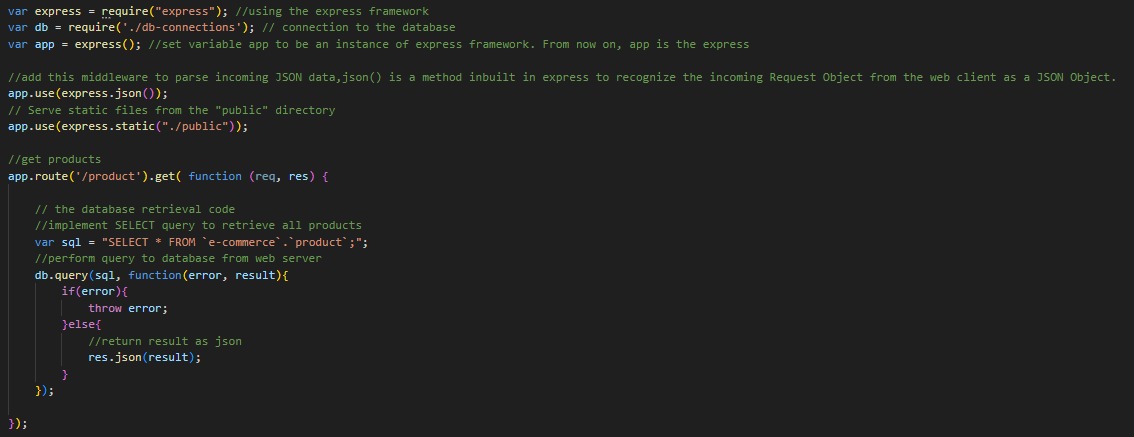 var express = require("express"); //using the express framework
var db = require('./db-connections'); // connection to the database
var app = express(); //set variable app to be an instance of express framework. From now on, app is the express
//add this middleware to parse incoming JSON data,json() is a method inbuilt in express to recognize the incoming Request Object from the web client as a JSON Object.
app.use(express.json());
// Serve static files from the "public" directory
app.use(express.static("./public"));
//get products
app.route('/product').get( function (req, res) {
// the database retrieval code
//implement SELECT query to retrieve all products
var sql = "SELECT * FROM `e-commerce`.`product`;";
//perform query to database from web server
db.query(sql, function(error, result){
if(error){
throw error;
}else{
//return result as json
res.json(result);
}
});
});